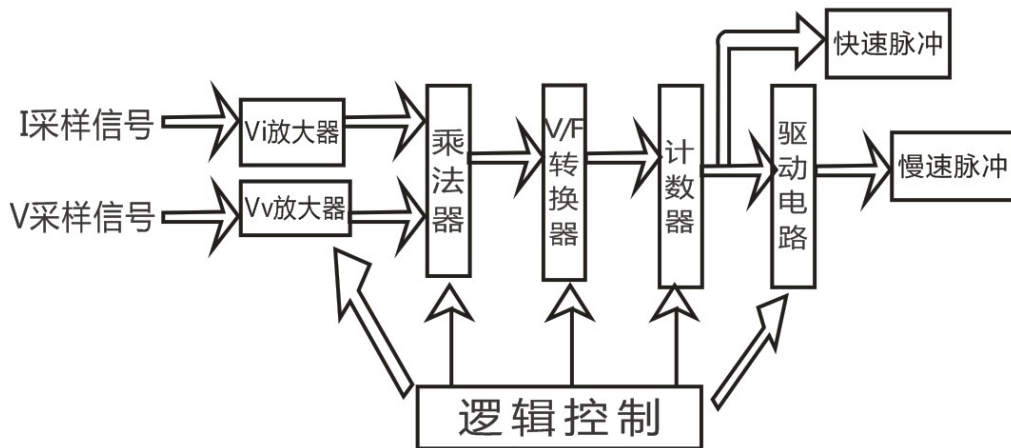 快速脉冲
I采样信号
Vi放大器
乘法器
V/F转换器
计数器
驱动电路
慢速脉冲
V采样信号
Vv放大器
逻辑控制